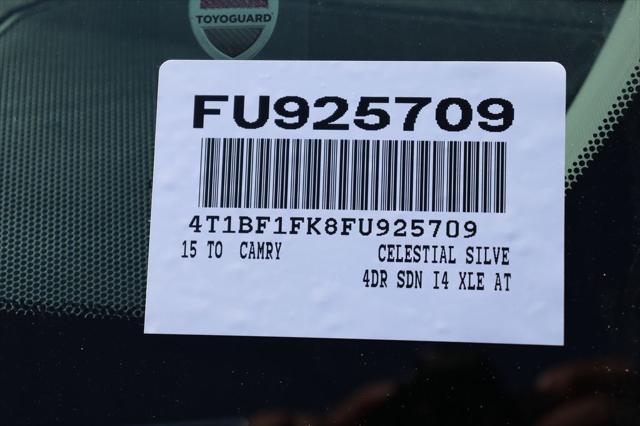 TOYOGUARD
FU925709
4T1BF1FK8FU925709
15 TO CAMRY CELESTIAL SILVE
4DR SDN I4 XLE AT